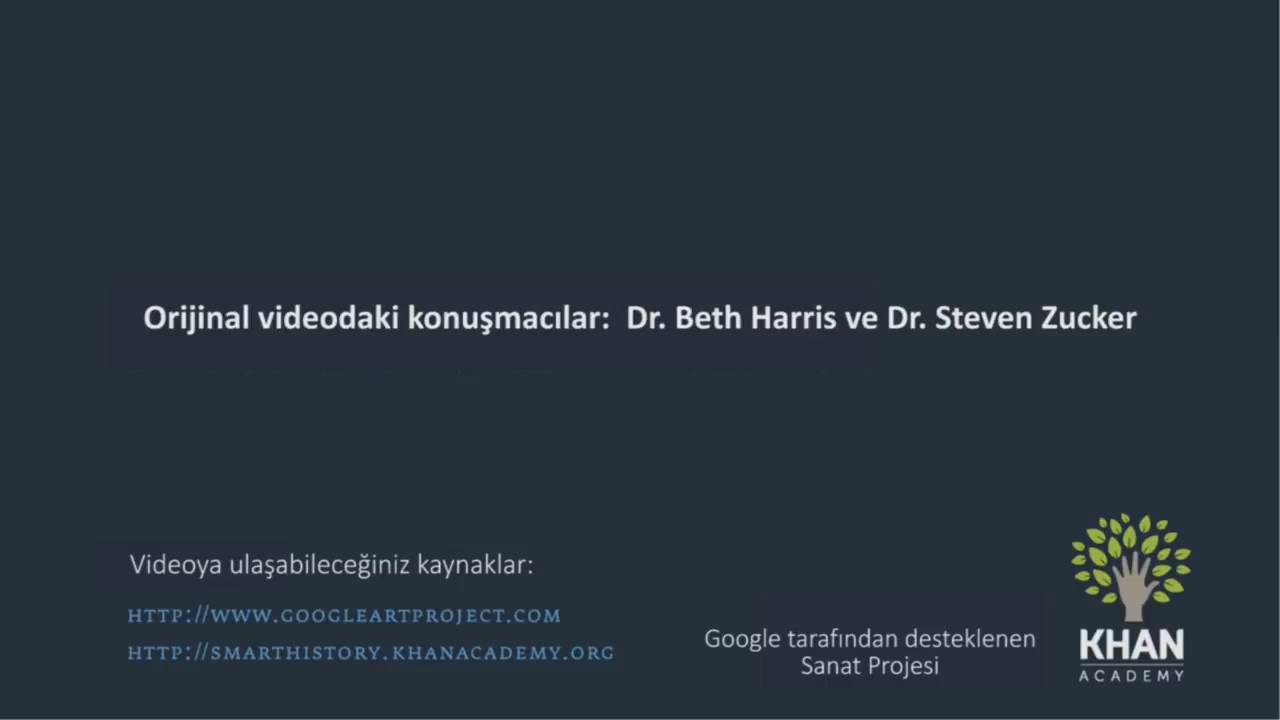 Orijinal videodaki konuşmacılar: Dr. Beth Harris ve Dr. Steven Zucker
Videoya ulaşabileceğiniz kaynaklar:
HTTP://WWW.GOOGLEARTPROJECT.COM
HTTP://SMARTHISTORY.KHANACADEMY.ORG
Google tarafından desteklenen
Sanat Projesi
KHAN
ACADEMY